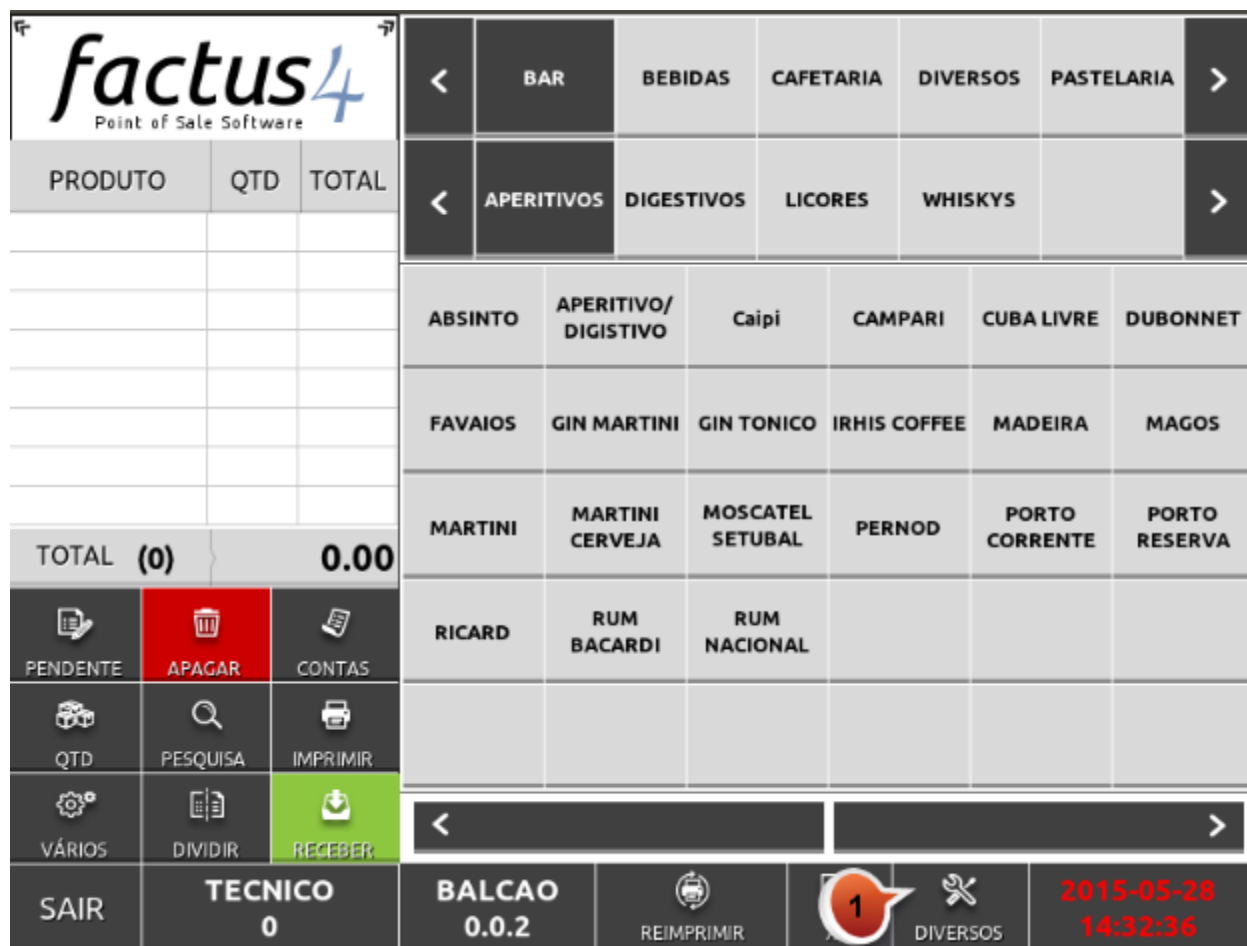 factus4
Point of Sale Software
PRODUTO QTD TOTAL
TOTAL (0) 0.00
PENDENTE APAGAR CONTAS
QTD PESQUISA IMPRIMIR
VÁRIOS DIVIDIR RECEBER
BAR BEBIDAS CAFETARIA DIVERSOS PASTELARIA
APERITIVOS DIGESTIVOS LICORES WHISKYS
ABSINTO
APERITIVO/
DIGISTIVO
Caipi
CAMPARI
CUBA LIVRE
DUBONNET
FAVAIOS
GIN MARTINI
GIN TONICO
IRHIS COFFEE
MADEIRA
MAGOS
MARTINI
MARTINI
CERVEJA
MOSCATEL
SETUBAL
PERNOD
PORTO
CORRENTE
PORTO
RESERVA
RICARD
RUM
BACARDI
RUM
NACIONAL
SAIR
TECNICO
0
BALCAO
0.0.2
REIMPRIMIR
1
DIVERSOS
2015-05-28
14:32:36